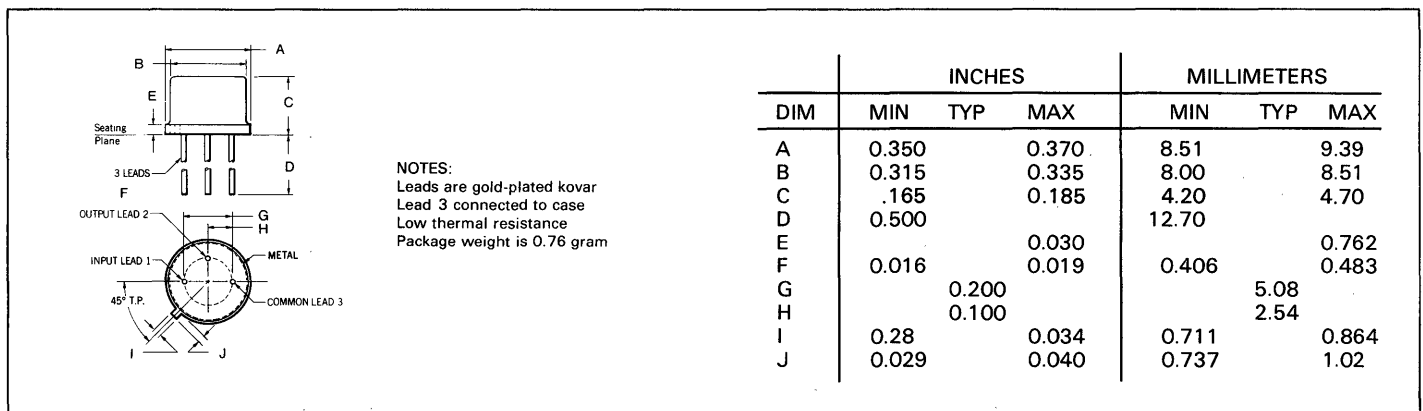 A
B
E
C
Seating
Plane
3 LEADS
D
F
OUTPUT LEAD 2
G
H
METAL
INPUT LEAD 1
45° T.P.
COMMON LEAD 3
I
J
NOTES:
Leads are gold-plated kovar
Lead 3 connected to case
Low thermal resistance
Package weight is 0.76 gram
INCHES MILLIMETERS
DIM MIN TYP MAX MIN TYP MAX
A 0.350 0.370 8.51 9.39
B 0.315 0.335 8.00 8.51
C .165 0.185 4.20 4.70
D 0.500 12.70
E 0.030 0.762
F 0.016 0.019 0.406 0.483
G 0.200 5.08
H 0.100 2.54
I 0.28 0.034 0.711 0.864
J 0.029 0.040 0.737 1.02